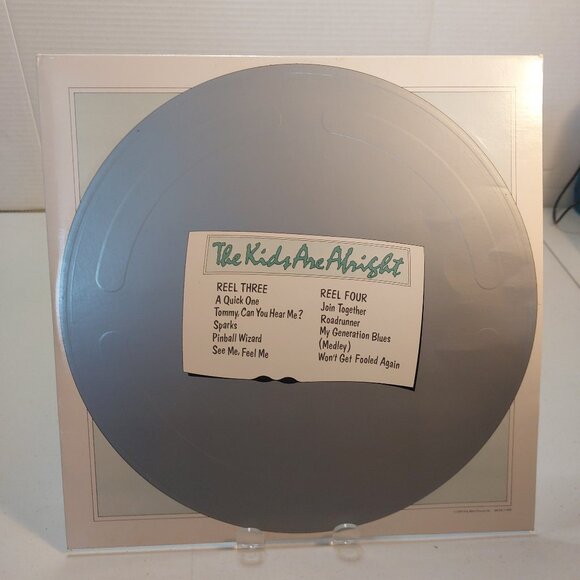 The Kids Are Alright
REEL THREE
A Quick One
Tommy, Can You Hear Me?
Sparks
Pinball Wizard
See Me, Feel Me
REEL FOUR
Join Together
Roadrunner
My Generation Blues
(Medley)
Won't Get Fooled Again